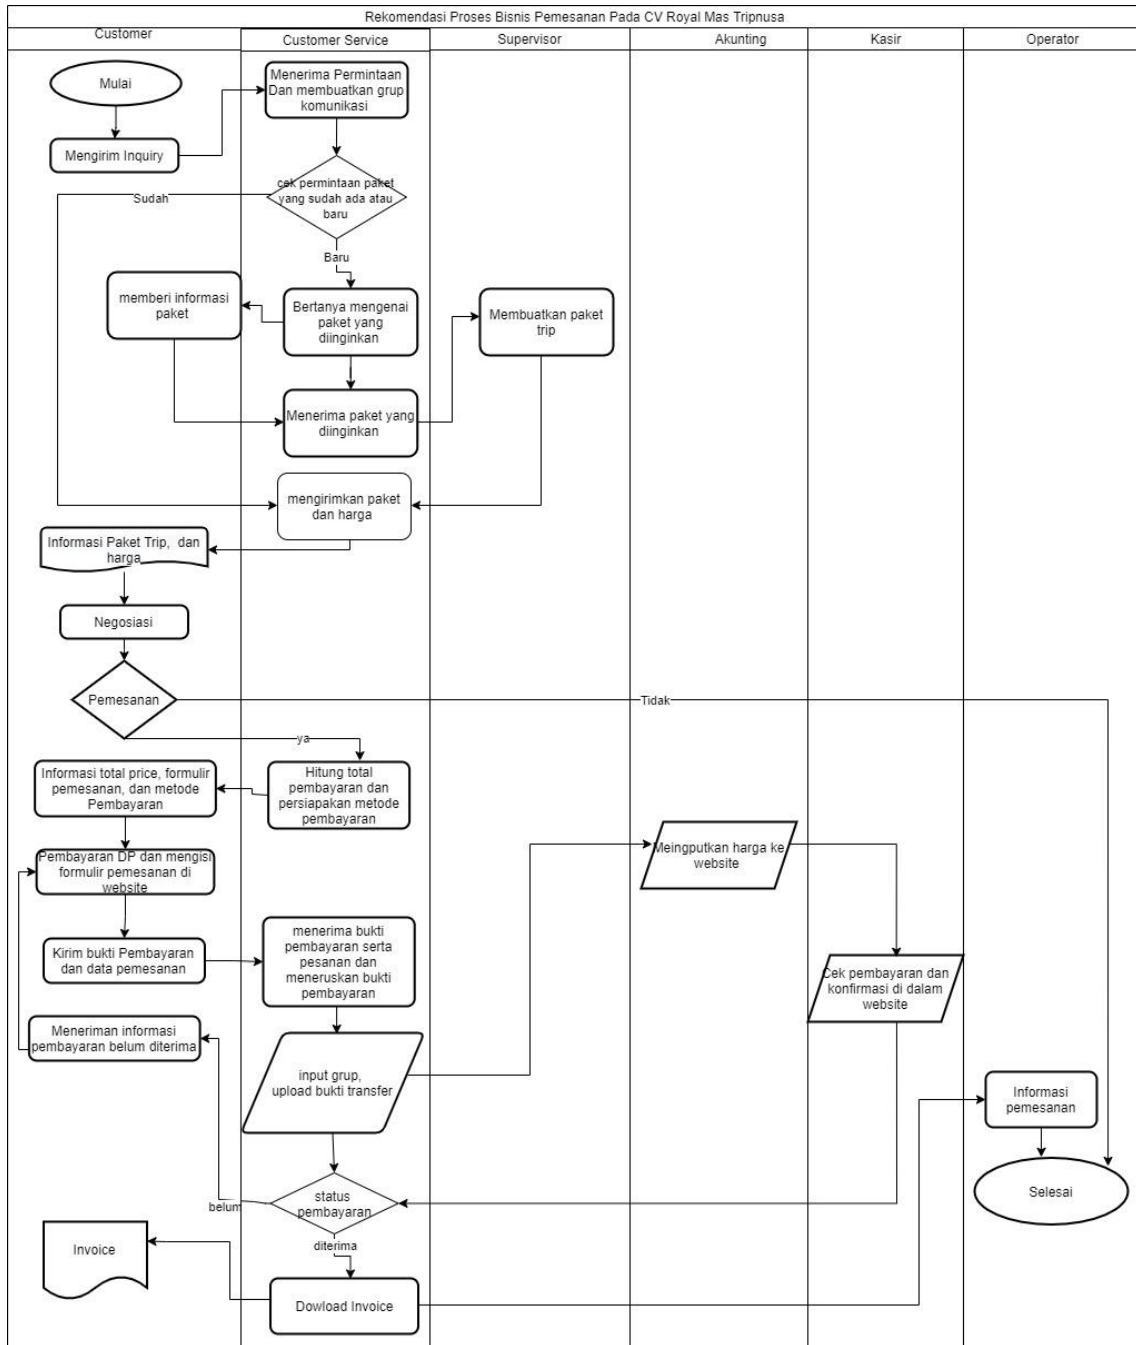 Rekomendasi Proses Bisnis Pemesanan Pada CV Royal Mas Tripnusa
Customer
Customer Service
Supervisor
Akunting
Kasir
Operator
Mulai
Mengirim Inquiry
Menerima Permintaan
Dan membuatkan grup
komunikasi
cek permintaan paket
yang sudah ada atau
baru
Sudah
Baru
memberi informasi
paket
Bertanya mengenai
paket yang
diinginkan
Membuatkan paket
trip
Menerima paket yang
diinginkan
mengirimkan paket
dan harga
Informasi Paket Trip, dan
harga
Negosiasi
Pemesanan
Tidak
ya
Informasi total price, formulir
pemesanan, dan metode
Pembayaran
Hitung total
pembayaran dan
persiapakan metode
pembayaran
Pembayaran DP dan mengisi
formulir pemesanan di
website
Meingputkan harga ke
website
Kirim bukti Pembayaran
dan data pemesanan
menerima bukti
pembayaran serta
pesanan dan
meneruskan bukti
pembayaran
Cek pembayaran dan
konfirmasi di dalam
website
Meneriman informasi
pembayaran belum diterima
input grup,
upload bukti transfer
Informasi
pemesanan
status
pembayaran
belum
diterima
Selesai
Invoice
Dowload Invoice